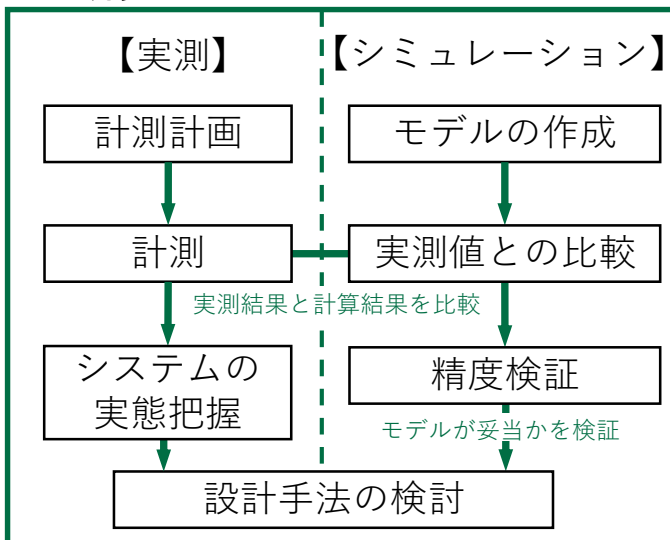 【実測】
【シミュレーション】
計測計画
モデルの作成
計測
実測値との比較
実測結果と計算結果を比較
システムの
実態把握
精度検証
モデルが妥当かを検証
設計手法の検討